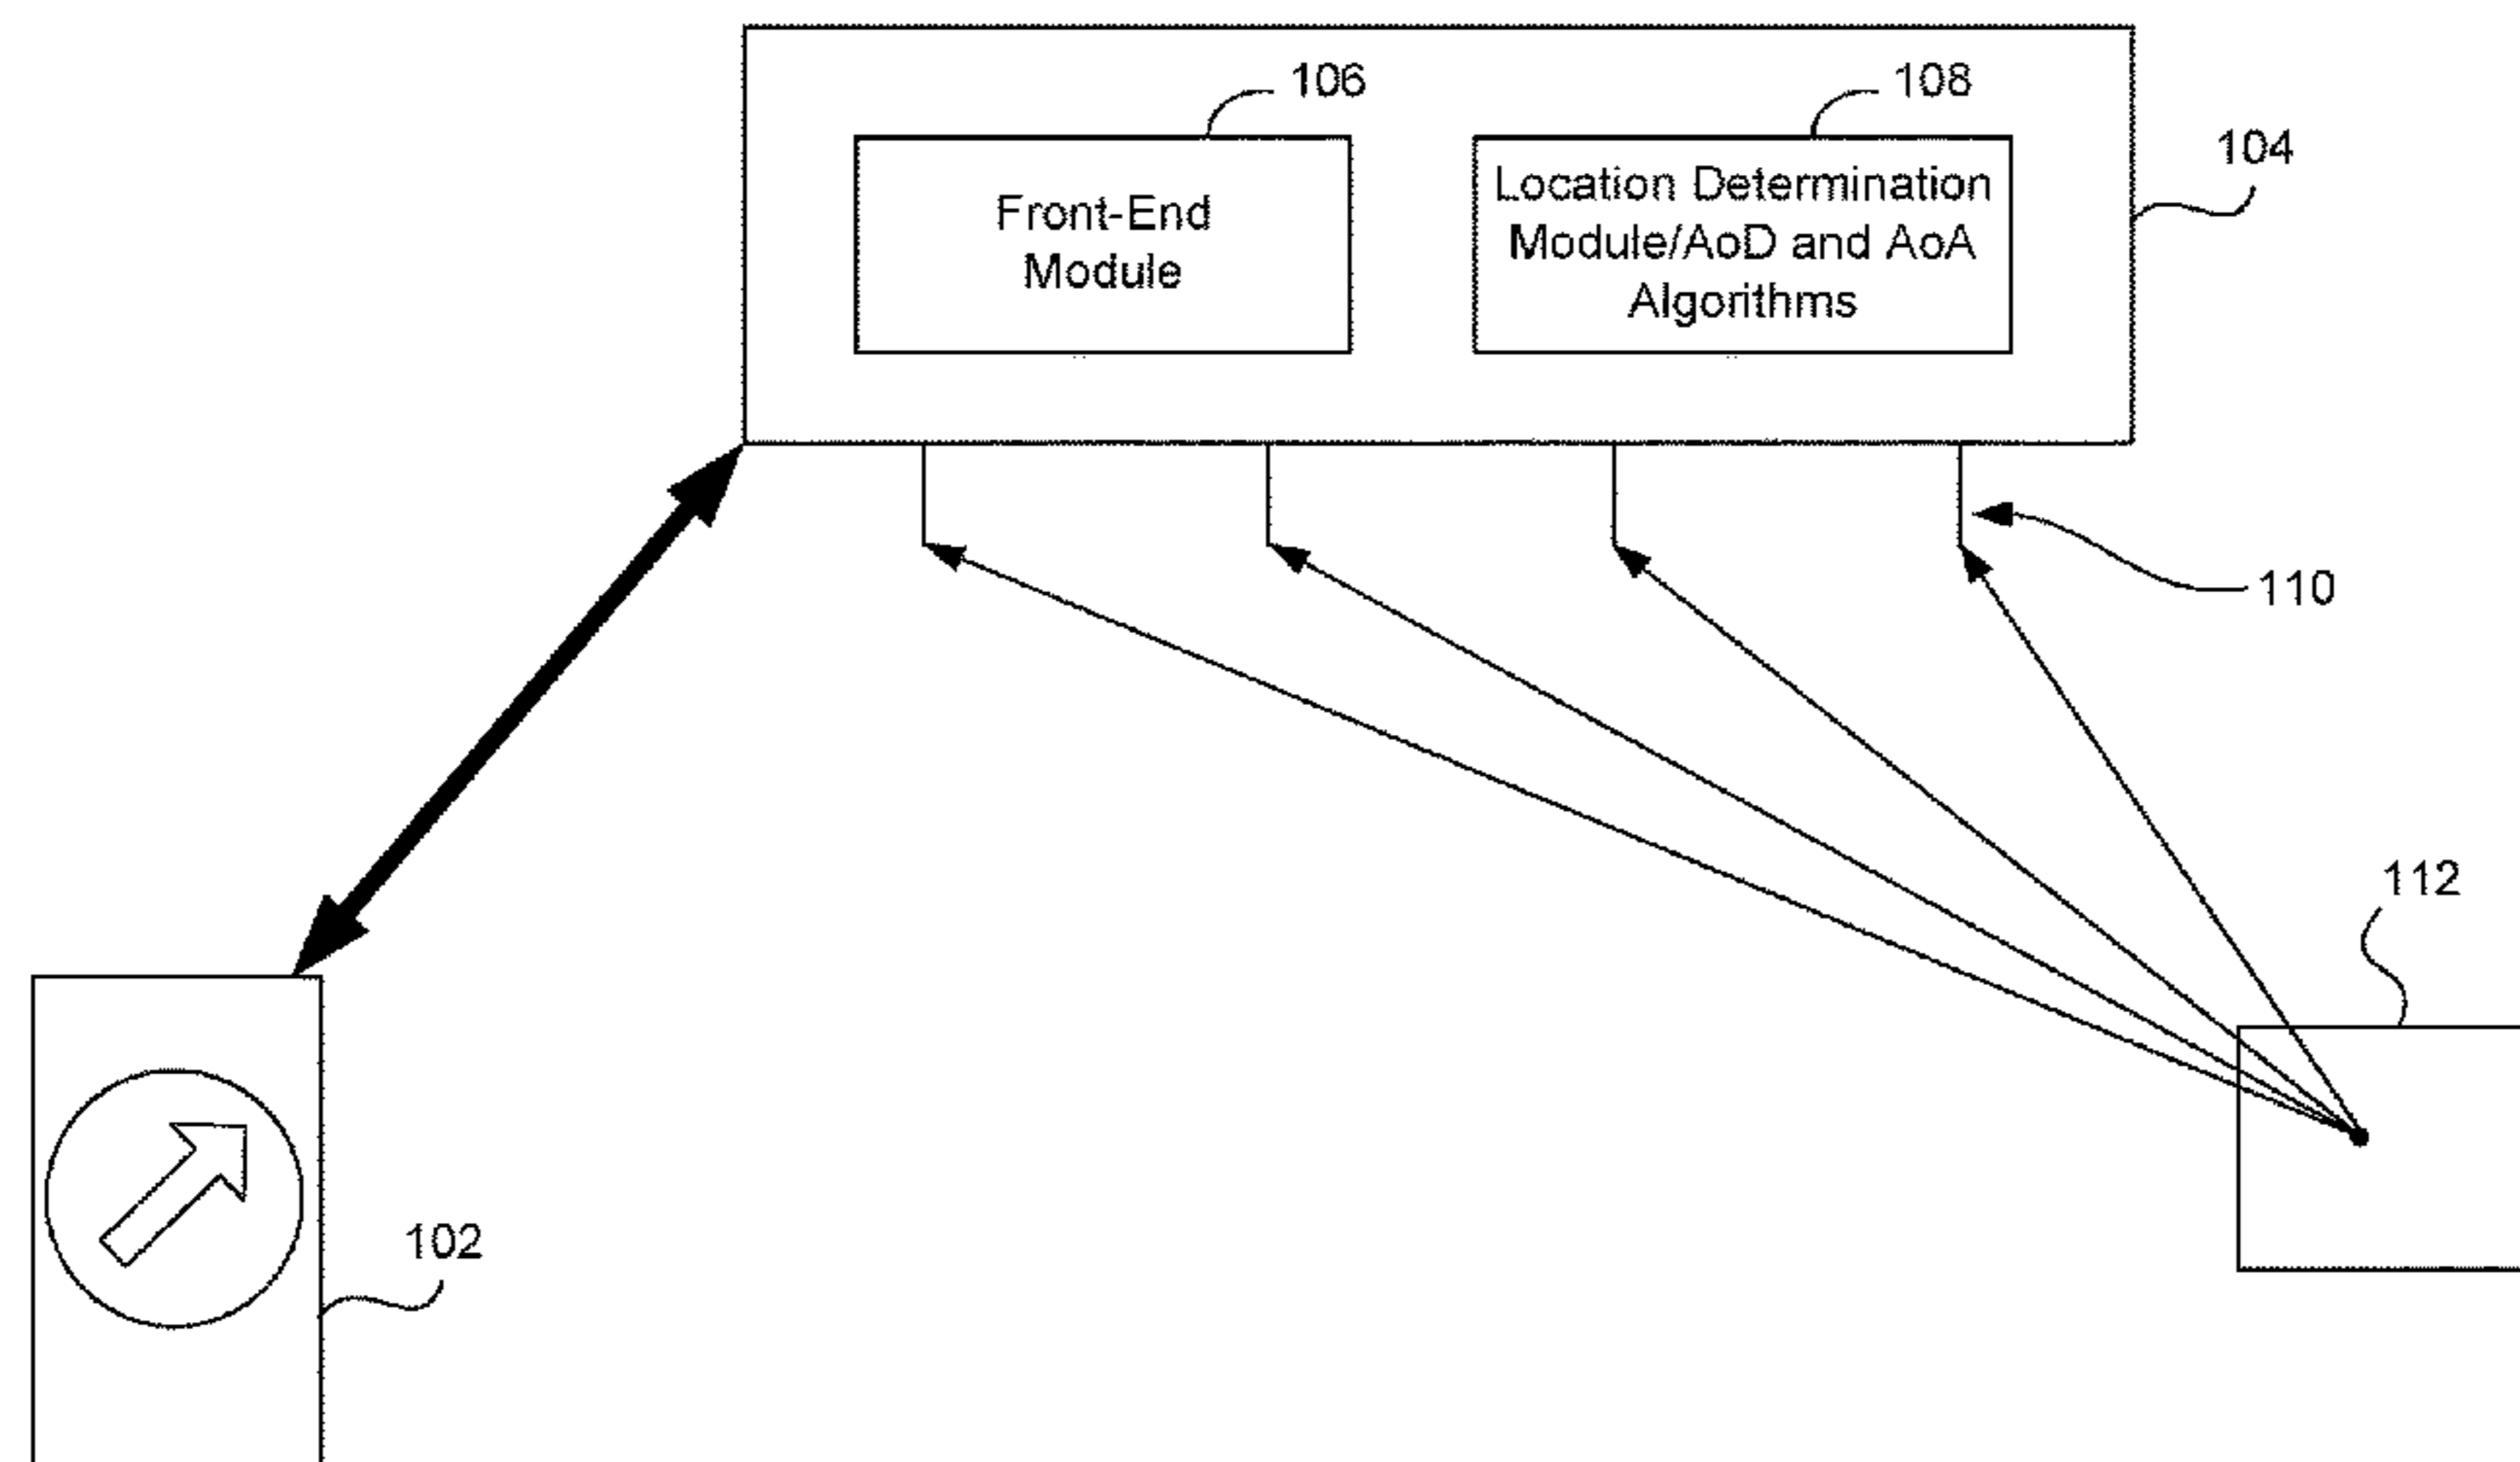 106
108
104
Front-End
Module
Location Determination
Module/AoD and AoA
Algorithms
110
112
102